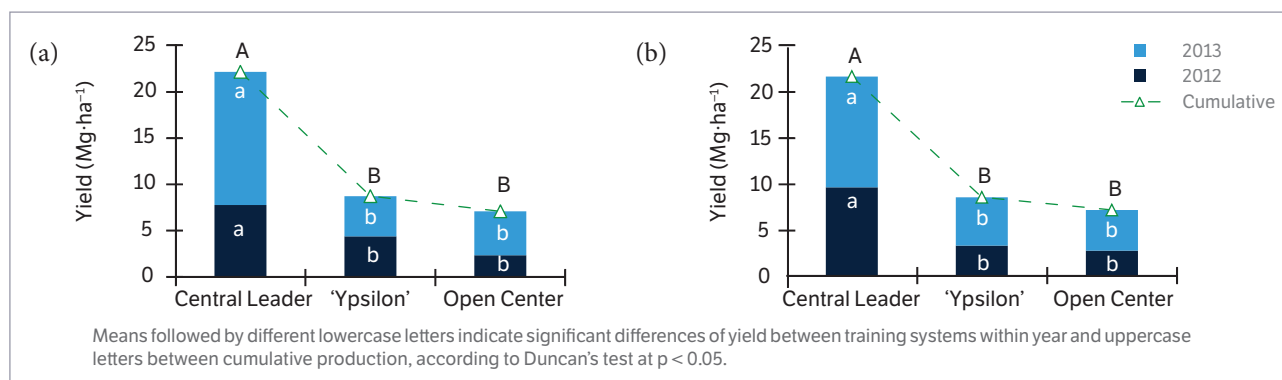 (a)
Yield (Mg·ha⁻¹)
25
20
15
10
5
0
A
a
a
B
b
b
B
b
b
Central Leader
'Ypsilon'
Open Center
(b)
Yield (Mg·ha⁻¹)
25
20
15
10
5
0
A
a
a
B
b
b
B
b
b
Central Leader
'Ypsilon'
Open Center
2013
2012
Cumulative
Means followed by different lowercase letters indicate significant differences of yield between training systems within year and uppercase
letters between cumulative production, according to Duncan's test at p < 0.05.